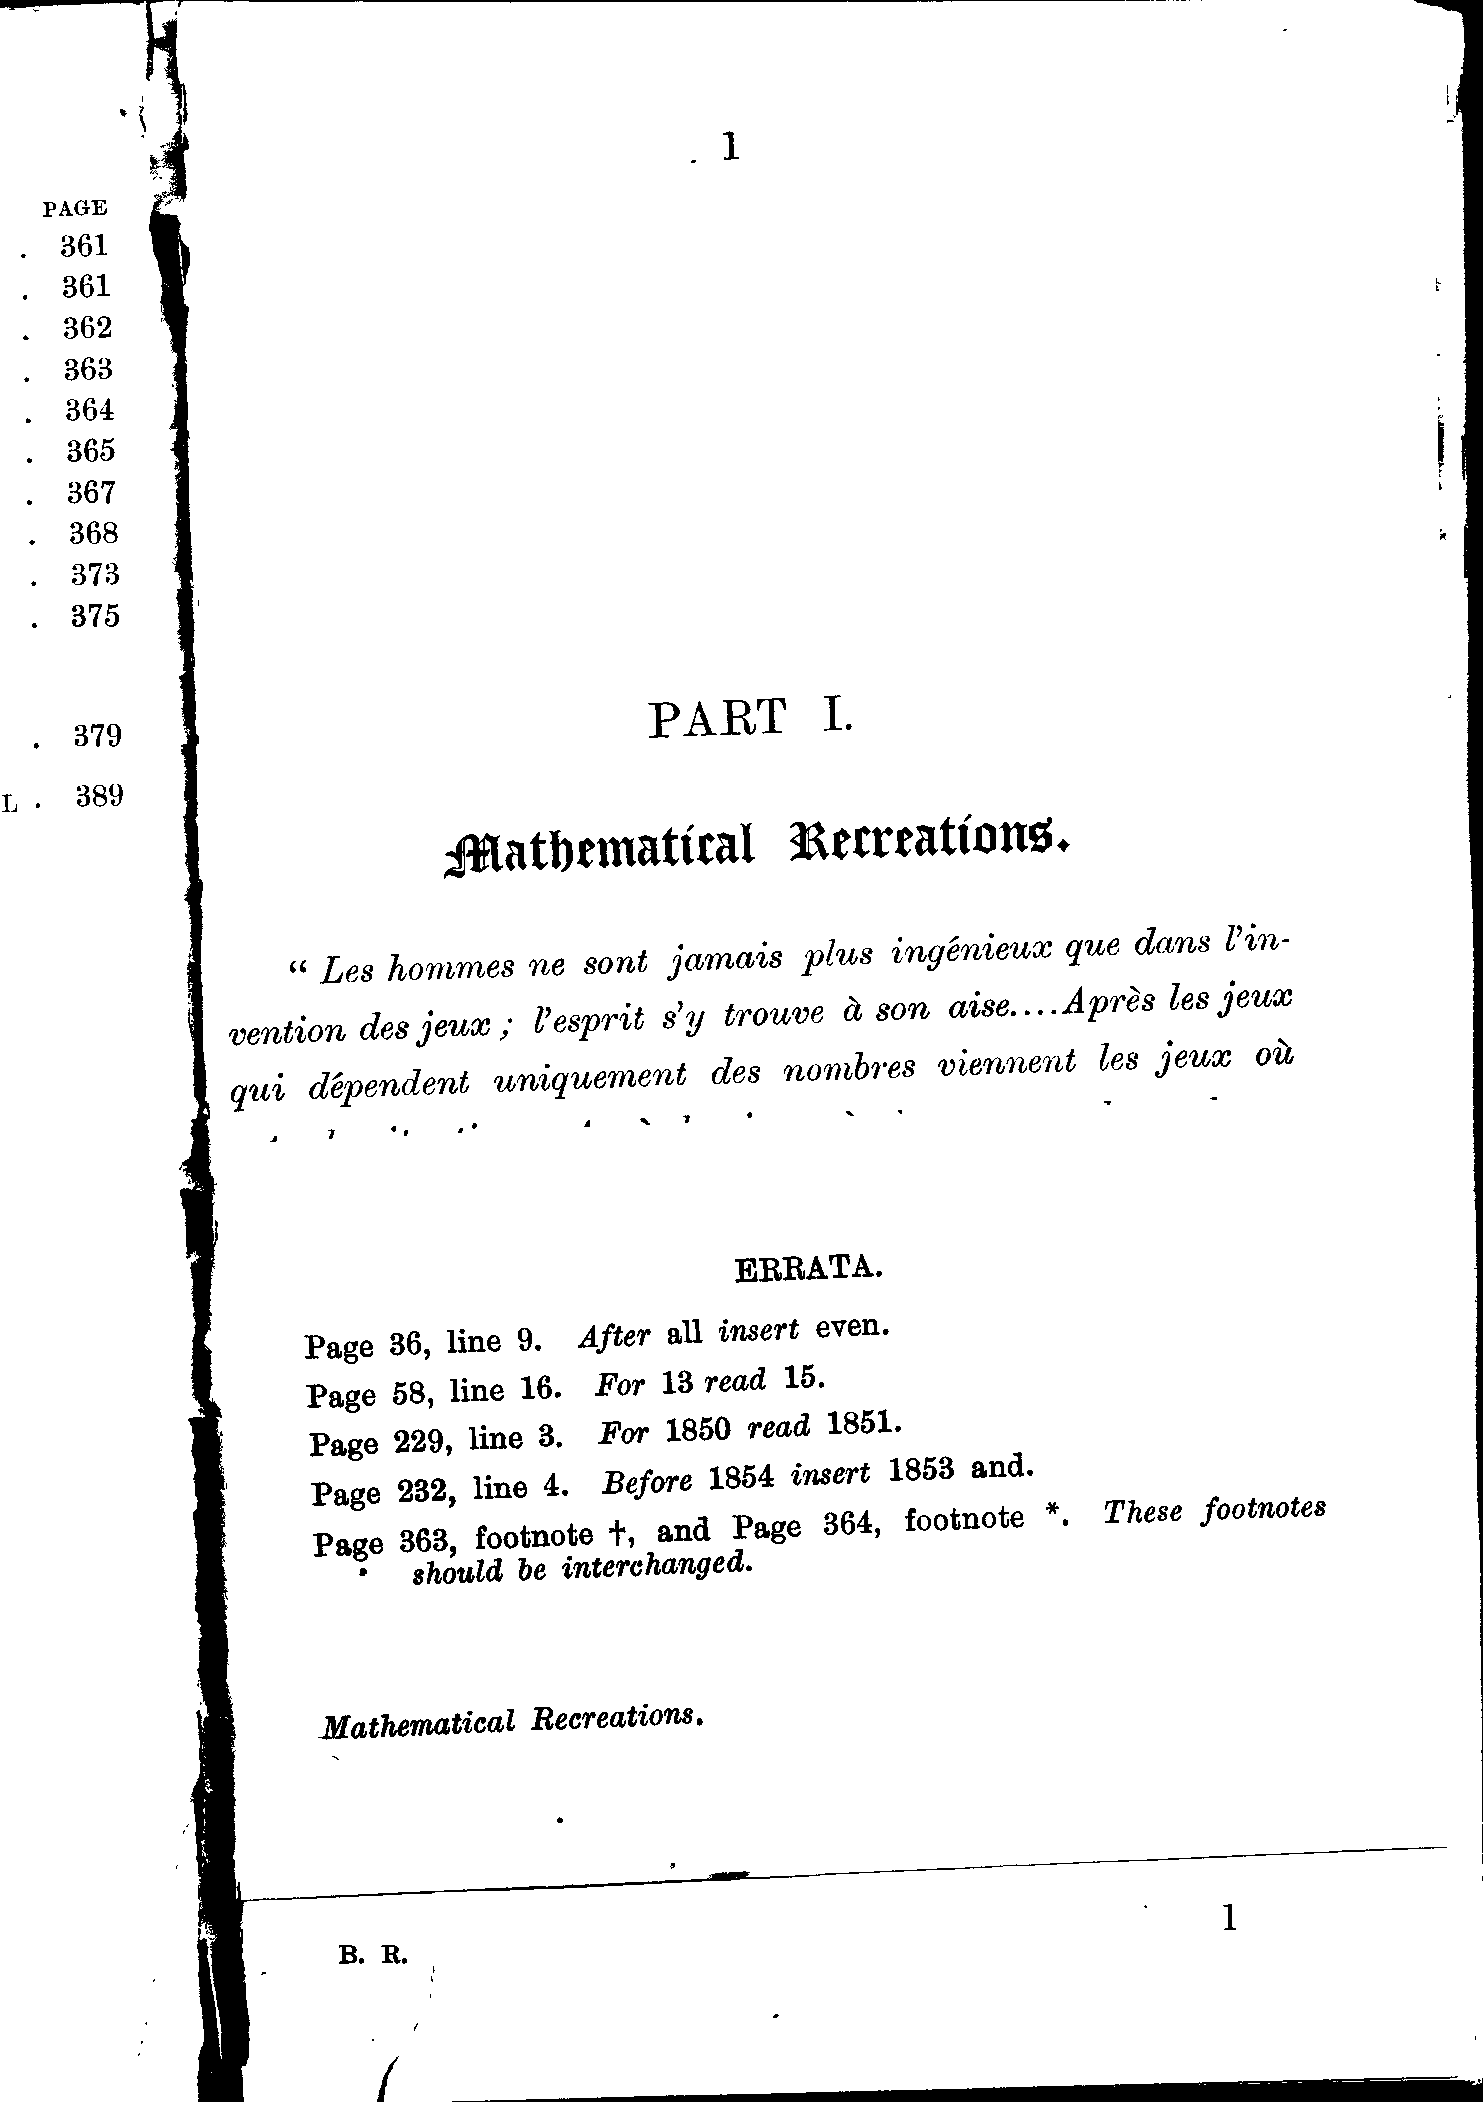 PAGE
. 361
. 361
. 362
. 363
. 364
. 365
. 367
. 368
. 373
. 375
. 379
L . 389
1
PART I.
Mathematical Recreations.
“ Les hommes ne sont jamais plus ingénieux que dans l’in-
vention des jeux ; l’esprit s’y trouve à son aise....Après les jeux
qui dépendent uniquement des nombres viennent les jeux où
ERRATA.
Page 36, line 9. After all insert even.
Page 58, line 16. For 13 read 15.
Page 229, line 3. For 1850 read 1851.
Page 232, line 4. Before 1854 insert 1853 and.
Page 363, footnote †, and Page 364, footnote *. These footnotes
should be interchanged.
Mathematical Recreations.
B. R.
1